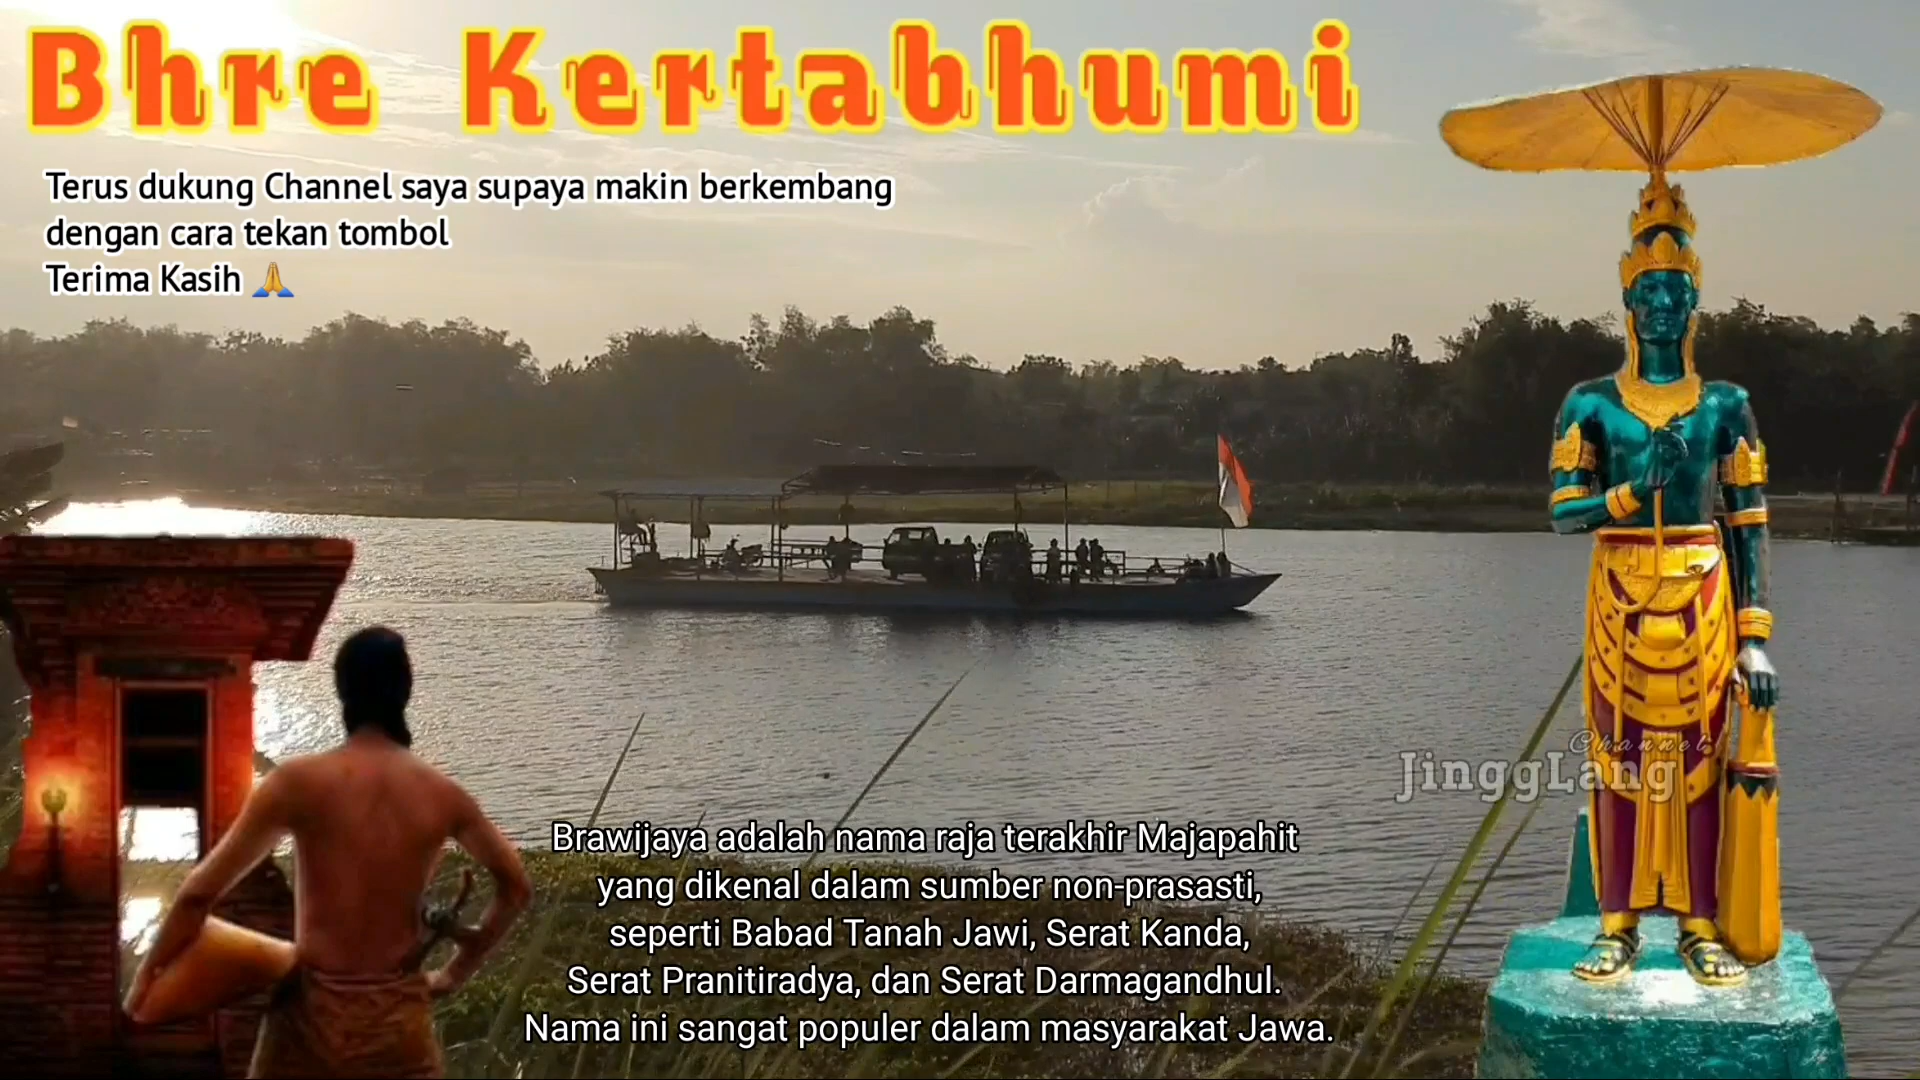 Bhre Kertabhumi
Terus dukung Channel saya supaya makin berkembang
dengan cara tekan tombol
Terima Kasih 🙏
Channel
JinggLang
Brawijaya adalah nama raja terakhir Majapahit
yang dikenal dalam sumber non-prasasti,
seperti Babad Tanah Jawi, Serat Kanda,
Serat Pranitiradya, dan Serat Darmagandhul.
Nama ini sangat populer dalam masyarakat Jawa.